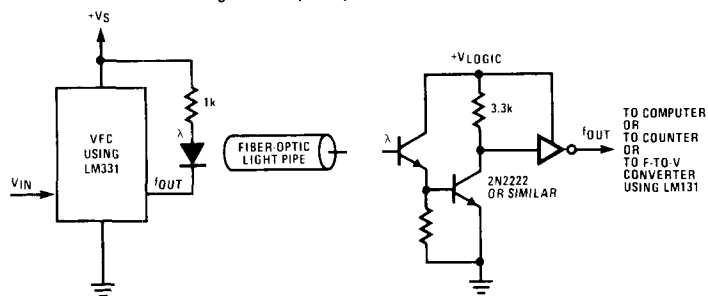 +VS
1k
λ
VFC
USING
LM331
VIN
fOUT
FIBER-OPTIC
LIGHT PIPE
λ
+VLOGIC
3.3k
2N2222
OR SIMILAR
fOUT
TO COMPUTER
OR
TO COUNTER
OR
TO F-TO-V
CONVERTER
USING LM131